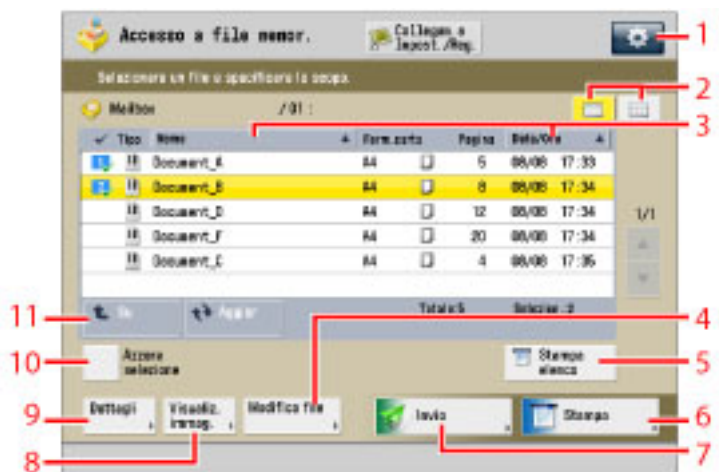 Accesso a file memor.
Collegam a
Impost./Reg.
1
Selezionare un file o specificare lo scopo.
2
Mailbox /01 :
3
Tipo Nome Form.carta Pagina Data/Ora
1 Document_A A4 5 08/08 17:33
2 Document_B A4 8 08/08 17:34
Document_D A4 12 08/08 17:34
1/1
Document_F A4 20 08/08 17:34
Document_C A4 4 08/08 17:35
11
Su Aggior Totale:5 Selezion.:2
4
10
Azzera
selezione
Stampa
elenco
5
9
Dettagli
Visualiz.
immag.
Modifica file
Invio
Stampa
6
8
7